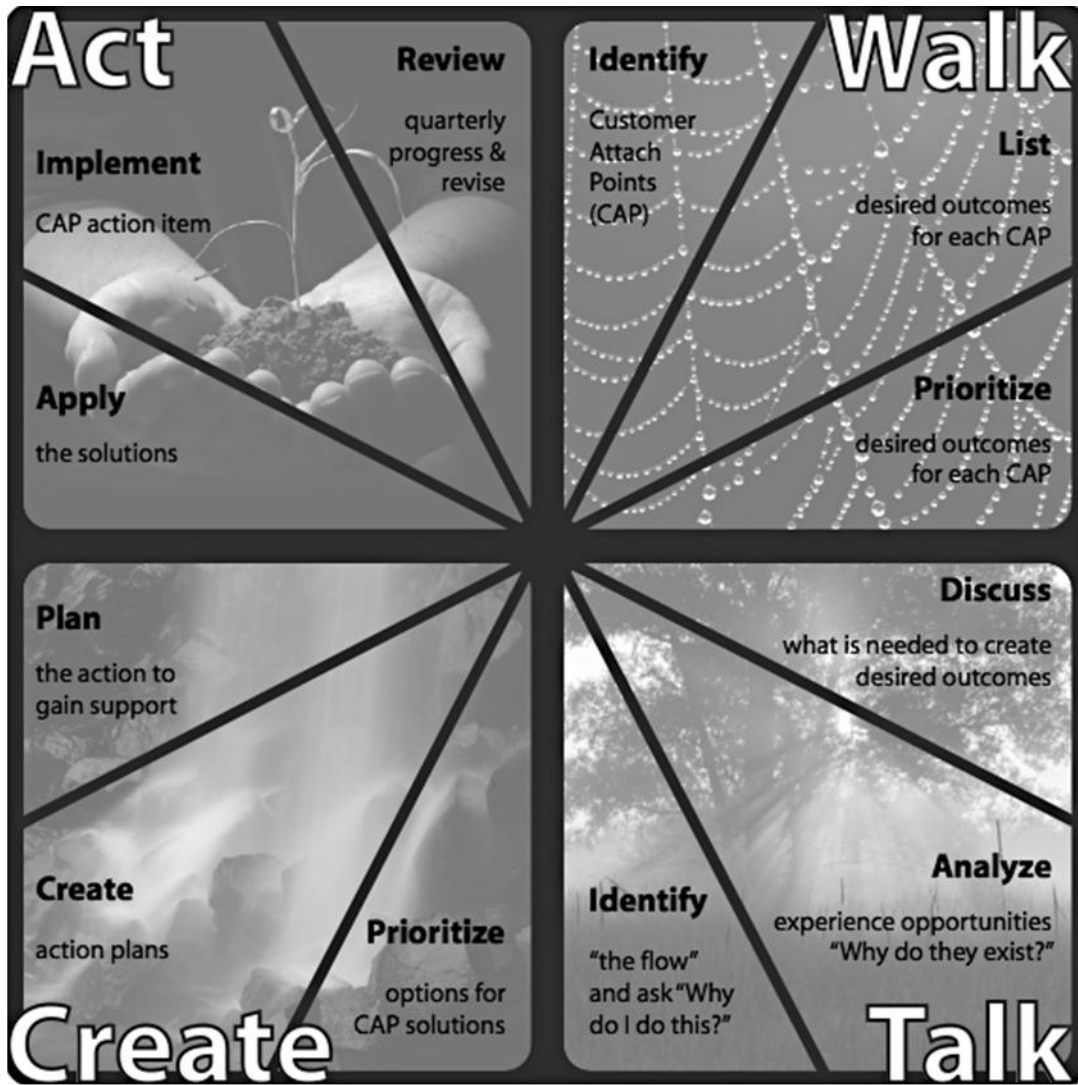 Act
Review
quarterly
progress &
revise
Implement
CAP action item
Apply
the solutions
Walk
Identify
Customer
Attach
Points
(CAP)
List
desired outcomes
for each CAP
Prioritize
desired outcomes
for each CAP
Plan
the action to
gain support
Create
action plans
Prioritize
options for
CAP solutions
Create
Discuss
what is needed to create
desired outcomes
Analyze
experience opportunities
“Why do they exist?”
Identify
“the flow”
and ask “Why
do I do this?”
Talk